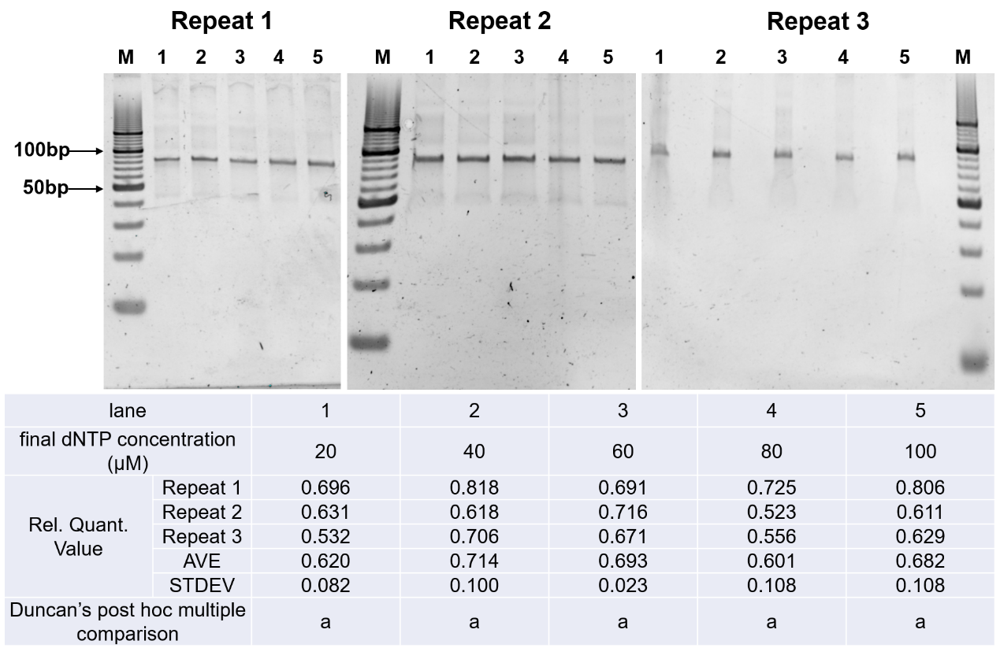 Repeat 1 Repeat 2 Repeat 3
M 1 2 3 4 5 M 1 2 3 4 5 1 2 3 4 5 M
100bp
50bp
lane 1 2 3 4 5
final dNTP concentration
(µM) 20 40 60 80 100
Rel. Quant.
Value
Repeat 1 0.696 0.818 0.691 0.725 0.806
Repeat 2 0.631 0.618 0.716 0.523 0.611
Repeat 3 0.532 0.706 0.671 0.556 0.629
AVE 0.620 0.714 0.693 0.601 0.682
STDEV 0.082 0.100 0.023 0.108 0.108
Duncan’s post hoc multiple
comparison a a a a a